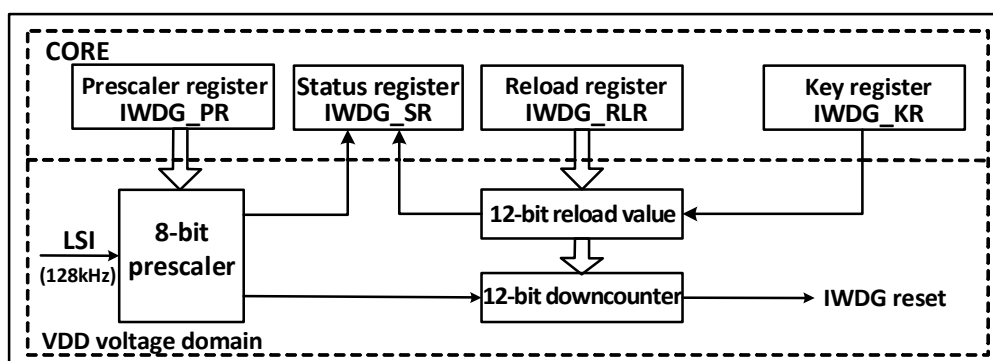 CORE
Prescaler register
IWDG_PR
Status register
IWDG_SR
Reload register
IWDG_RLR
Key register
IWDG_KR
LSI
(128kHz)
8-bit
prescaler
12-bit reload value
12-bit downcounter
IWDG reset
VDD voltage domain